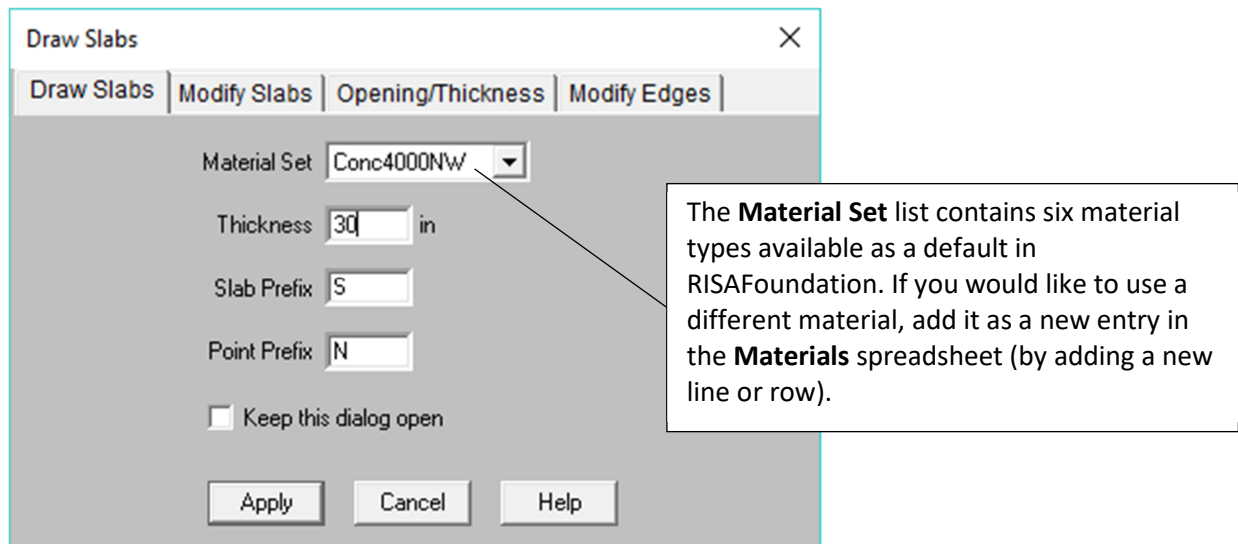 Draw Slabs
Draw Slabs Modify Slabs Opening/Thickness Modify Edges
Material Set Conc4000NW
Thickness 30 in
Slab Prefix S
Point Prefix N
Keep this dialog open
Apply Cancel Help
The Material Set list contains six material
types available as a default in
RISAFoundation. If you would like to use a
different material, add it as a new entry in
the Materials spreadsheet (by adding a new
line or row).